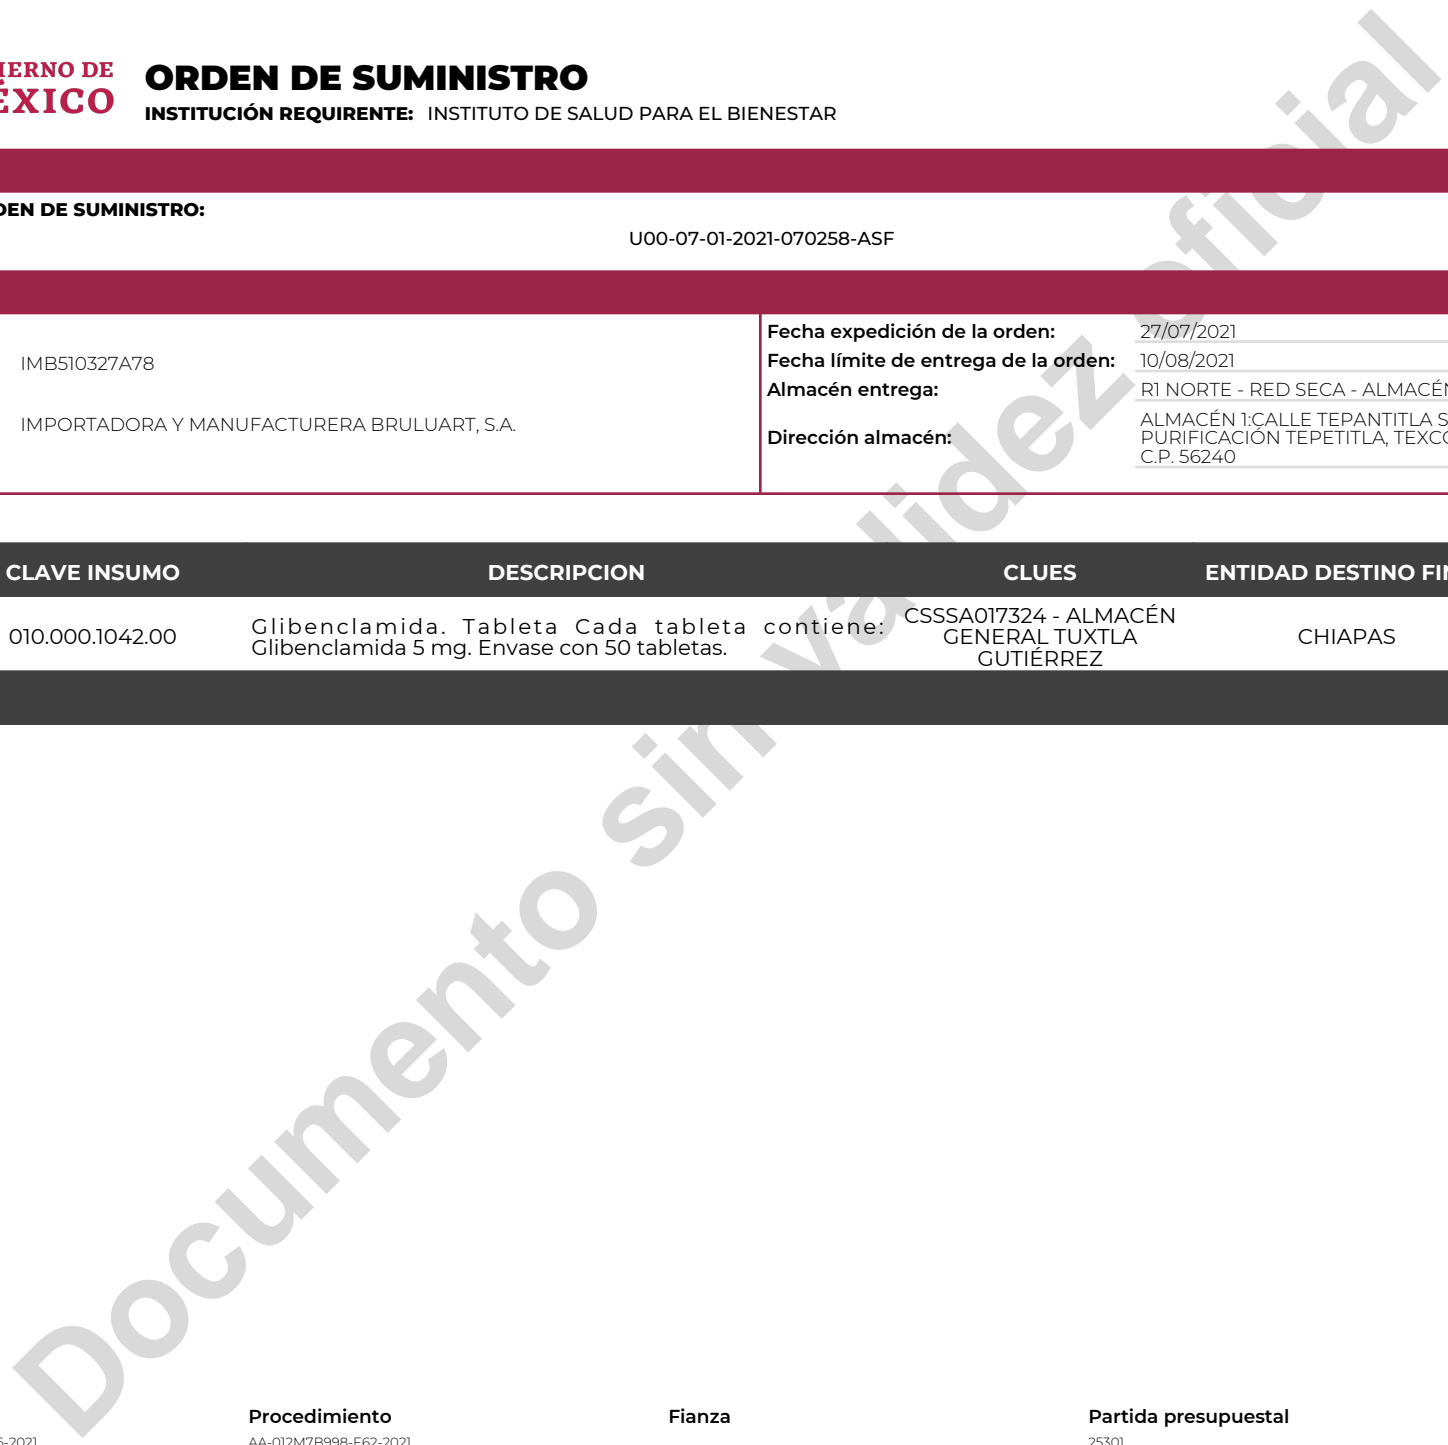 ORDEN DE SUMINISTRO
INSTITUCIÓN REQUIRENTE: INSTITUTO DE SALUD PARA EL BIENESTAR
IERNO DE
ÉXICO
DEN DE SUMINISTRO:
U00-07-01-2021-070258-ASF
IMB510327A78
IMPORTADORA Y MANUFACTURERA BRULUART, S.A.
Fecha expedición de la orden: 27/07/2021
Fecha límite de entrega de la orden: 10/08/2021
Almacén entrega: R1 NORTE - RED SECA - ALMACÉN
Dirección almacén: ALMACÉN 1:CALLE TEPANTITLA S
PURIFICACIÓN TEPETITLA, TEXCO
C.P. 56240
CLAVE INSUMO DESCRIPCION CLUES ENTIDAD DESTINO FIN
010.000.1042.00
Glibenclamida. Tableta Cada tableta contiene:
Glibenclamida 5 mg. Envase con 50 tabletas.
CSSSA017324 - ALMACÉN
GENERAL TUXTLA
GUTIÉRREZ
CHIAPAS
Documento sin validez oficial
Procedimiento Fianza Partida presupuestal
6-2021 AA-012M7B998-E62-2021 25301